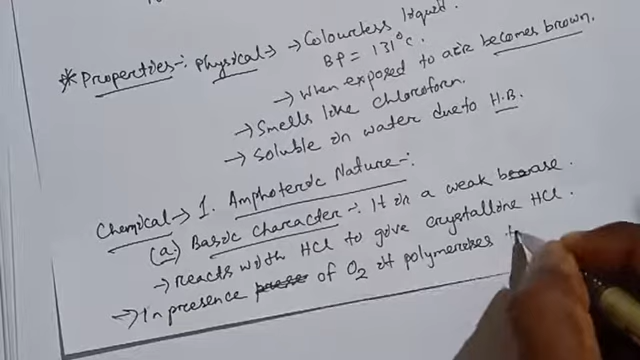 * Properties :- Physical → → Colourless liquid.
BP = 131°C.
→ When exposed to air becomes brown.
→ Smells like chloroform.
→ Soluble in water due to H.B.
Chemical → 1. Amphoteric Nature :-
(a) Basic character :- It is a weak base.
→ reacts with HCl to give crystalline HCl.
→ In presence of O2 it polymerises